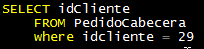 SELECT idCliente
FROM PedidoCabecera
where idcliente = 29